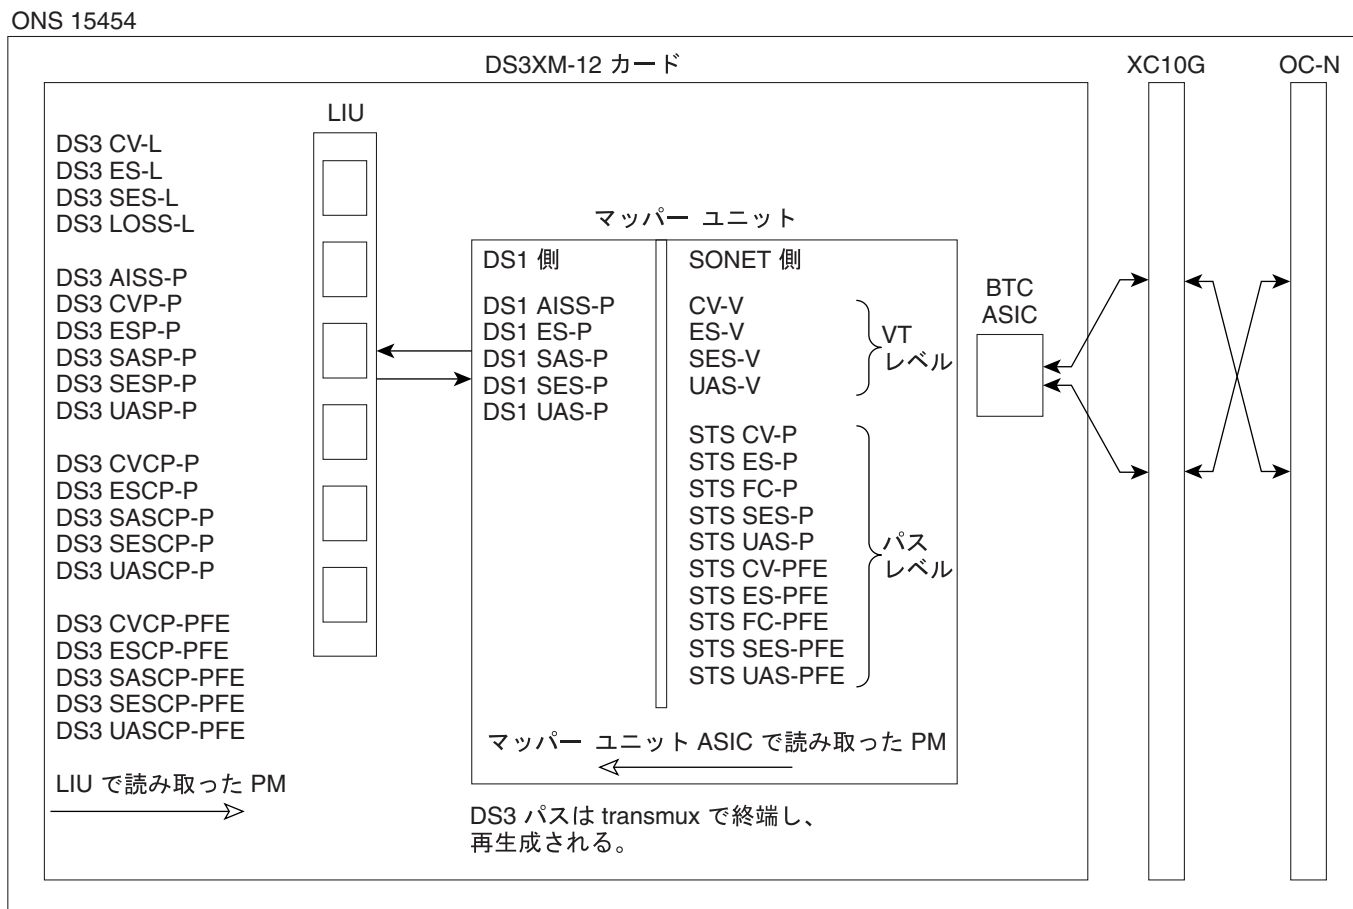 ONS 15454
DS3XM-12 カード
XC10G
OC-N
LIU
DS3 CV-L
DS3 ES-L
DS3 SES-L
DS3 LOSS-L
DS3 AISS-P
DS3 CVP-P
DS3 ESP-P
DS3 SASP-P
DS3 SESP-P
DS3 UASP-P
DS3 CVCP-P
DS3 ESCP-P
DS3 SASCP-P
DS3 SESCP-P
DS3 UASCP-P
DS3 CVCP-PFE
DS3 ESCP-PFE
DS3 SASCP-PFE
DS3 SESCP-PFE
DS3 UASCP-PFE
LIU で読み取った PM
マッパー ユニット
DS1 側
DS1 AISS-P
DS1 ES-P
DS1 SAS-P
DS1 SES-P
DS1 UAS-P
SONET 側
CV-V
ES-V
SES-V
UAS-V
VT
レベル
STS CV-P
STS ES-P
STS FC-P
STS SES-P
STS UAS-P
STS CV-PFE
STS ES-PFE
STS FC-PFE
STS SES-PFE
STS UAS-PFE
パス
レベル
マッパー ユニット ASIC で読み取った PM
DS3 パスは transmux で終端し、
再生成される。
BTC
ASIC